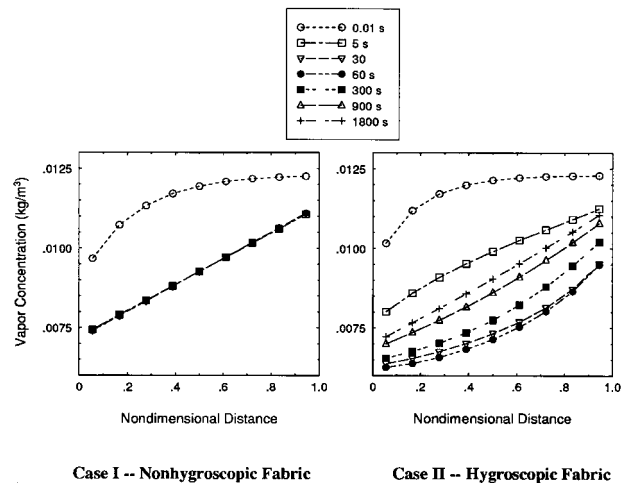 0.01 s
5 s
30
60 s
300 s
900 s
1800 s
Vapor Concentration (kg/m³)
.0125
.0100
.0075
0 .2 .4 .6 .8 1.0
Nondimensional Distance
.0125
.0100
.0075
0 .2 .4 .6 .8 1.0
Nondimensional Distance
Case I -- Nonhygroscopic Fabric
Case II -- Hygroscopic Fabric